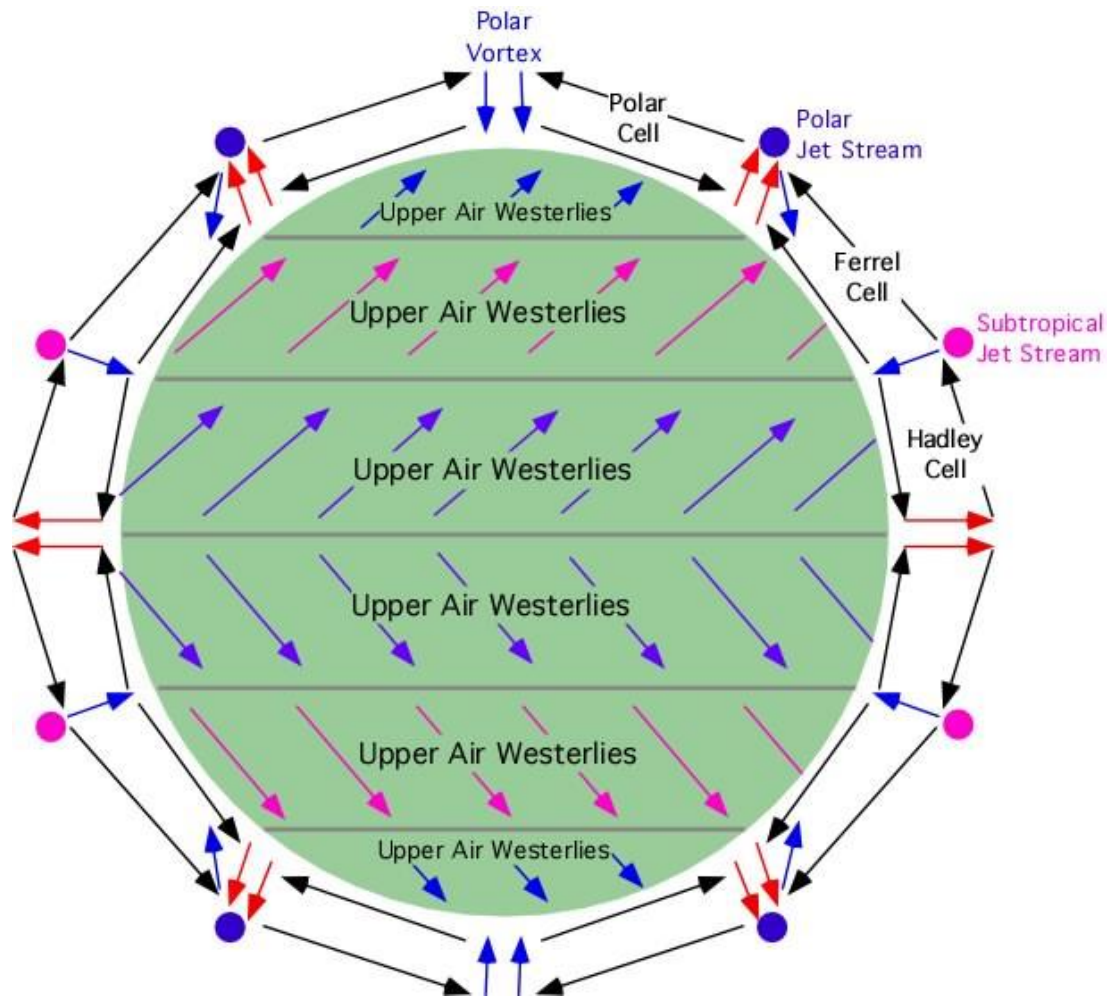 Polar
Vortex
Polar
Cell
Polar
Jet Stream
Upper Air Westerlies
Ferrel
Cell
Upper Air Westerlies
Subtropical
Jet Stream
Hadley
Cell
Upper Air Westerlies
Upper Air Westerlies
Upper Air Westerlies
Upper Air Westerlies